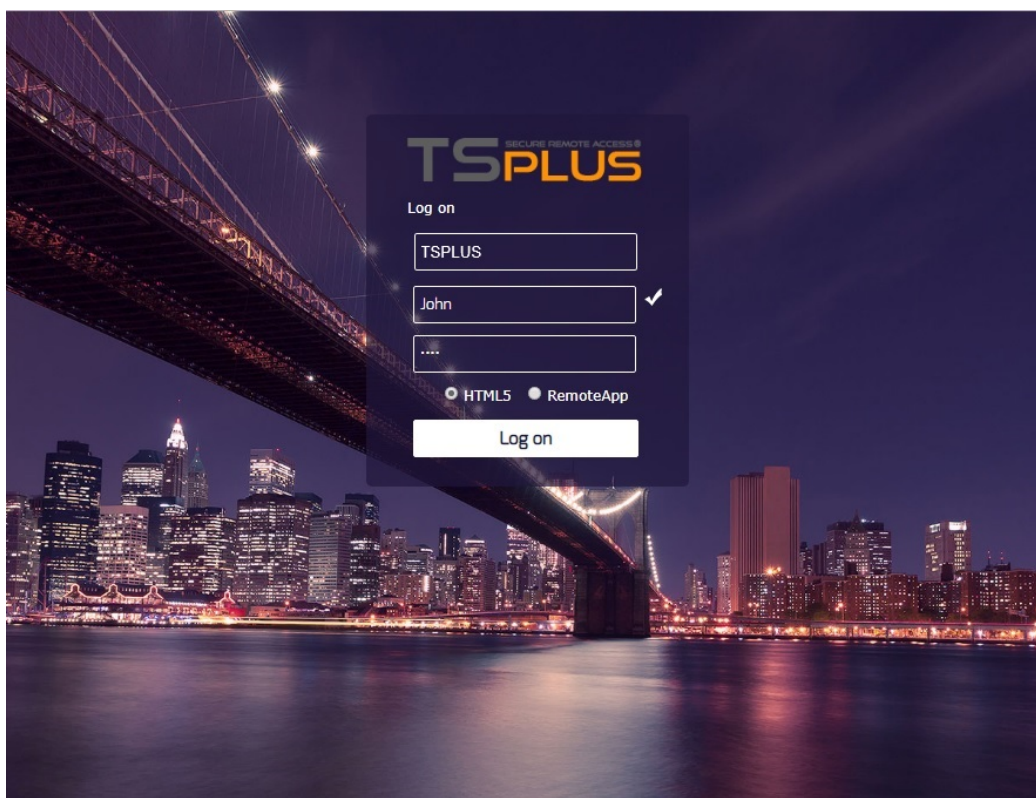 TSPLUS SECURE REMOTE ACCESS®
Log on
TSPLUS
John
····
HTML5 RemoteApp
Log on